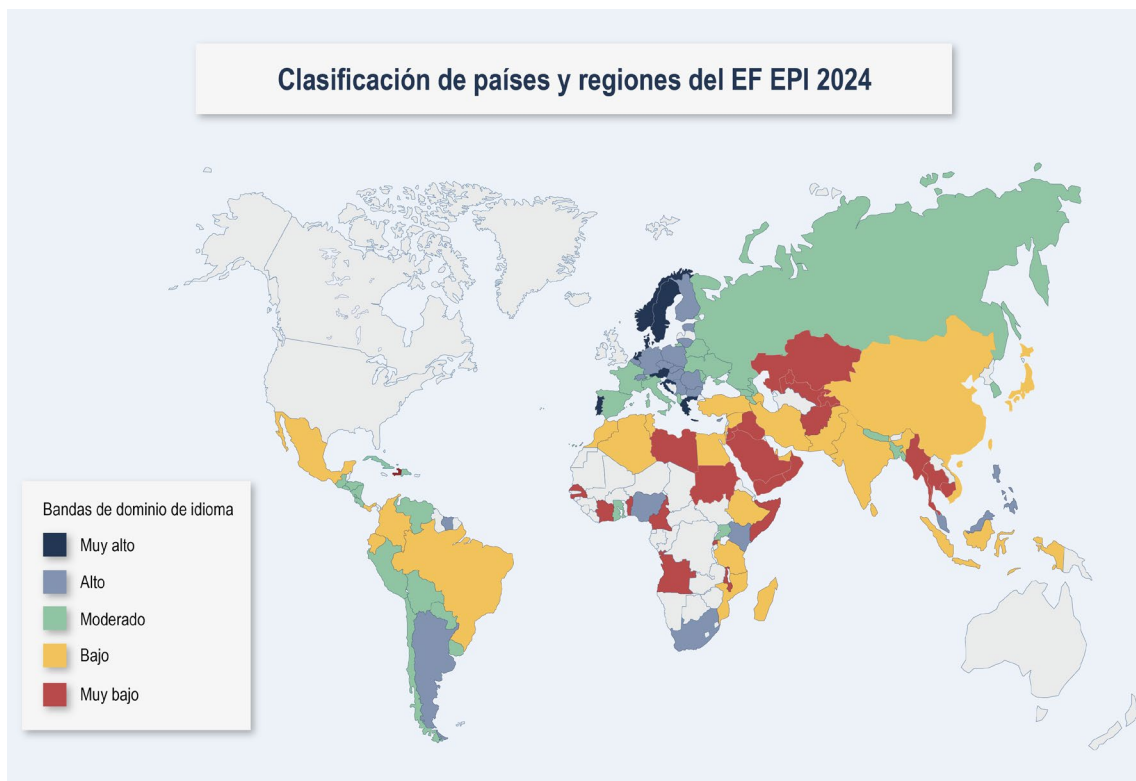 Clasificación de países y regiones del EF EPI 2024
Bandas de dominio de idioma
Muy alto
Alto
Moderado
Bajo
Muy bajo